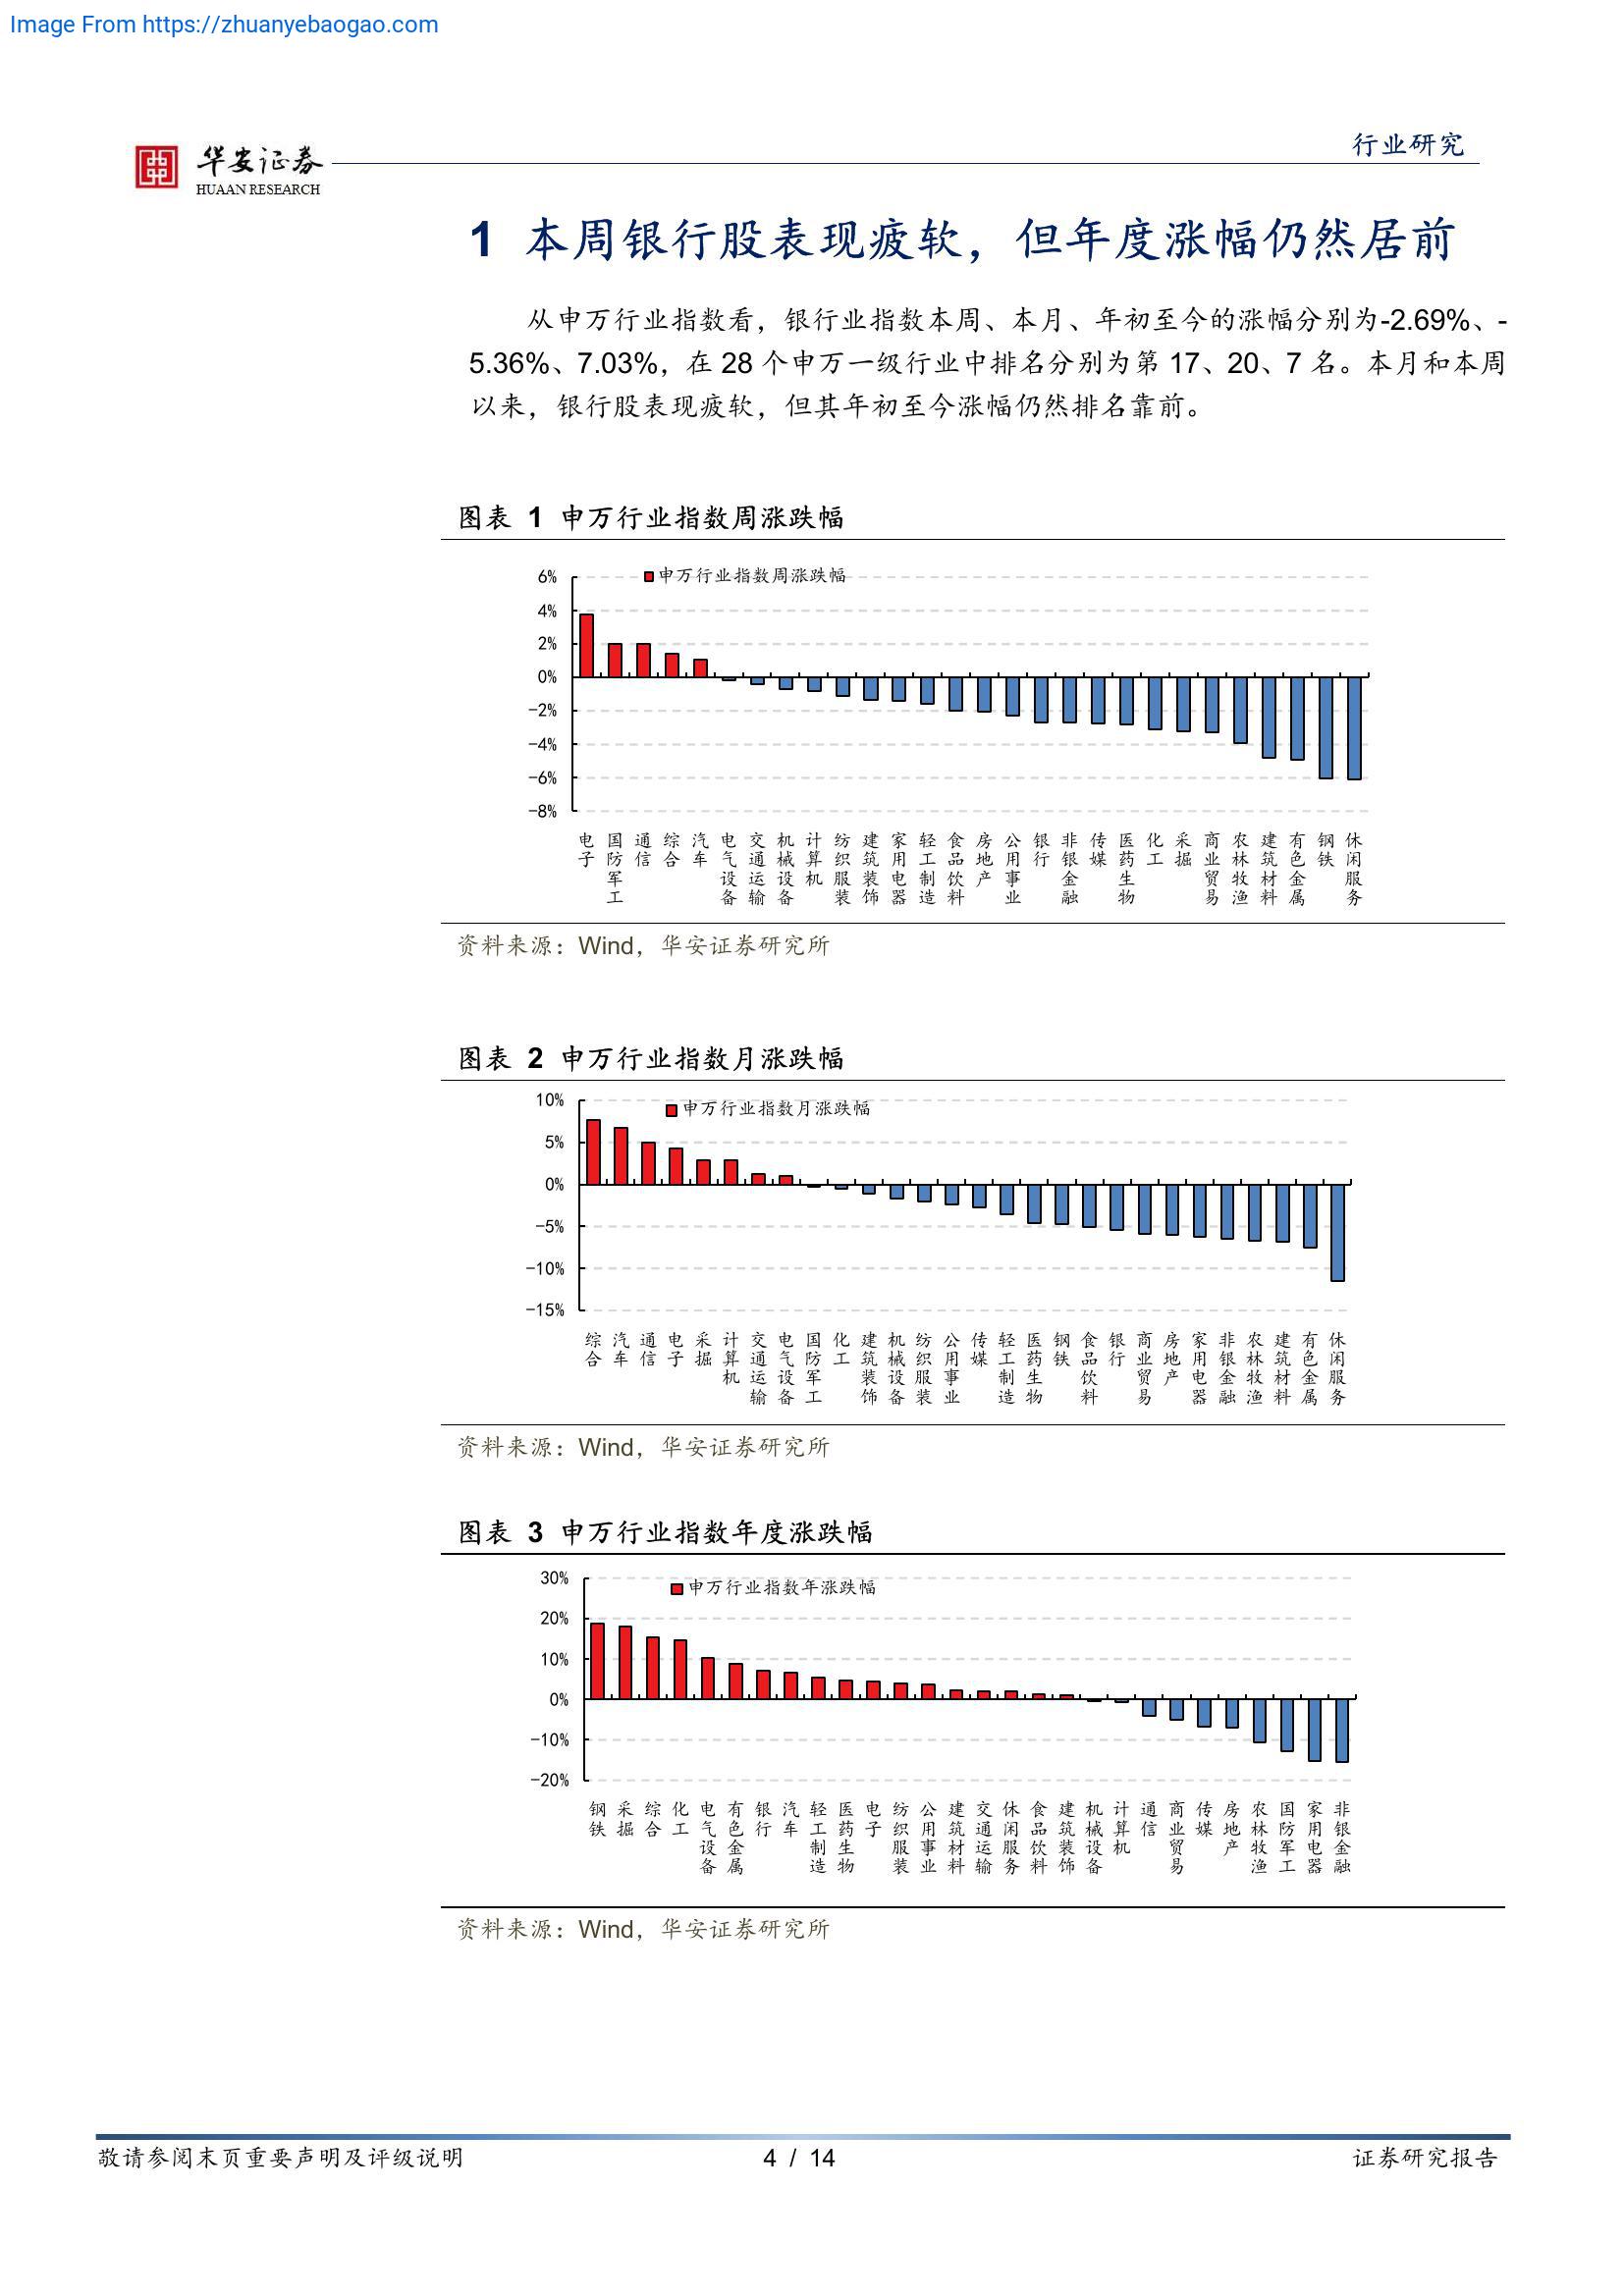 Image From https://zhuanyebaogao.com
华安证券
HUAAN RESEARCH
行业研究
1 本周银行股表现疲软，但年度涨幅仍然居前
从申万行业指数看，银行业指数本周、本月、年初至今的涨幅分别为-2.69%、-
5.36%、7.03%，在 28 个申万一级行业中排名分别为第 17、20、7 名。本月和本周
以来，银行股表现疲软，但其年初至今涨幅仍然排名靠前。
图表 1 申万行业指数周涨跌幅
申万行业指数周涨跌幅
6%
4%
2%
0%
-2%
-4%
-6%
-8%
电子 国防军工 通信 综合 汽车 电气设备 交通运输 机械设备 计算机 纺织服装 建筑装饰 家用电器 轻工制造 食品饮料 房地产 公用事业 银行 非银金融 传媒 医药生物 化工 采掘 商业贸易 农林牧渔 建筑材料 有色金属 钢铁 休闲服务
资料来源：Wind，华安证券研究所
图表 2 申万行业指数月涨跌幅
申万行业指数月涨跌幅
10%
5%
0%
-5%
-10%
-15%
综合 汽车 通信 电子 采掘 计算机 交通运输 电气设备 国防军工 化工 建筑装饰 机械设备 纺织服装 公用事业 传媒 轻工制造 医药生物 钢铁 食品饮料 银行 商业贸易 房地产 家用电器 非银金融 农林牧渔 建筑材料 有色金属 休闲服务
资料来源：Wind，华安证券研究所
图表 3 申万行业指数年度涨跌幅
申万行业指数年涨跌幅
30%
20%
10%
0%
-10%
-20%
钢铁 采掘 综合 化工 电气设备 有色金属 银行 汽车 轻工制造 医药生物 电子 纺织服装 公用事业 建筑材料 交通运输 休闲服务 食品饮料 建筑装饰 机械设备 计算机 通信 商业贸易 传媒 房地产 农林牧渔 国防军工 家用电器 非银金融
资料来源：Wind，华安证券研究所
敬请参阅末页重要声明及评级说明
4 / 14
证券研究报告